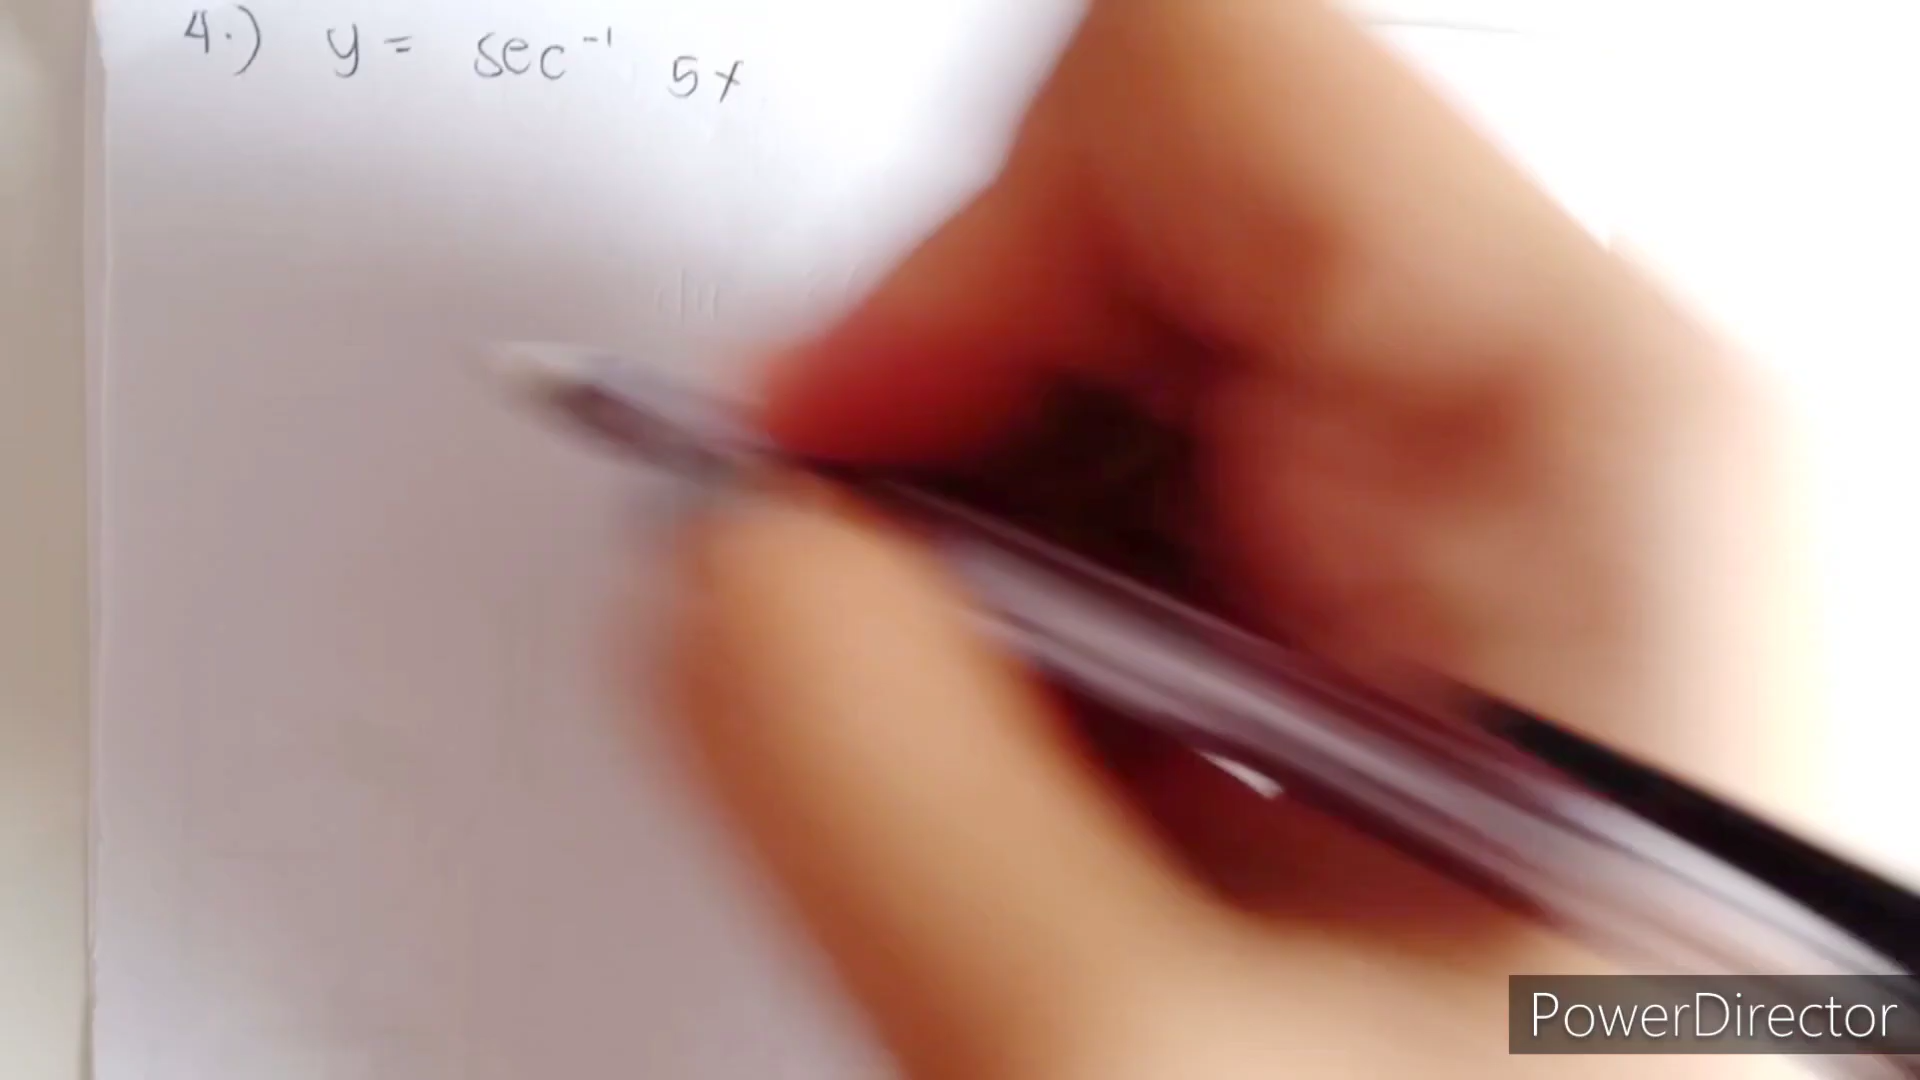 4.) y = sec⁻¹ 5x
PowerDirector